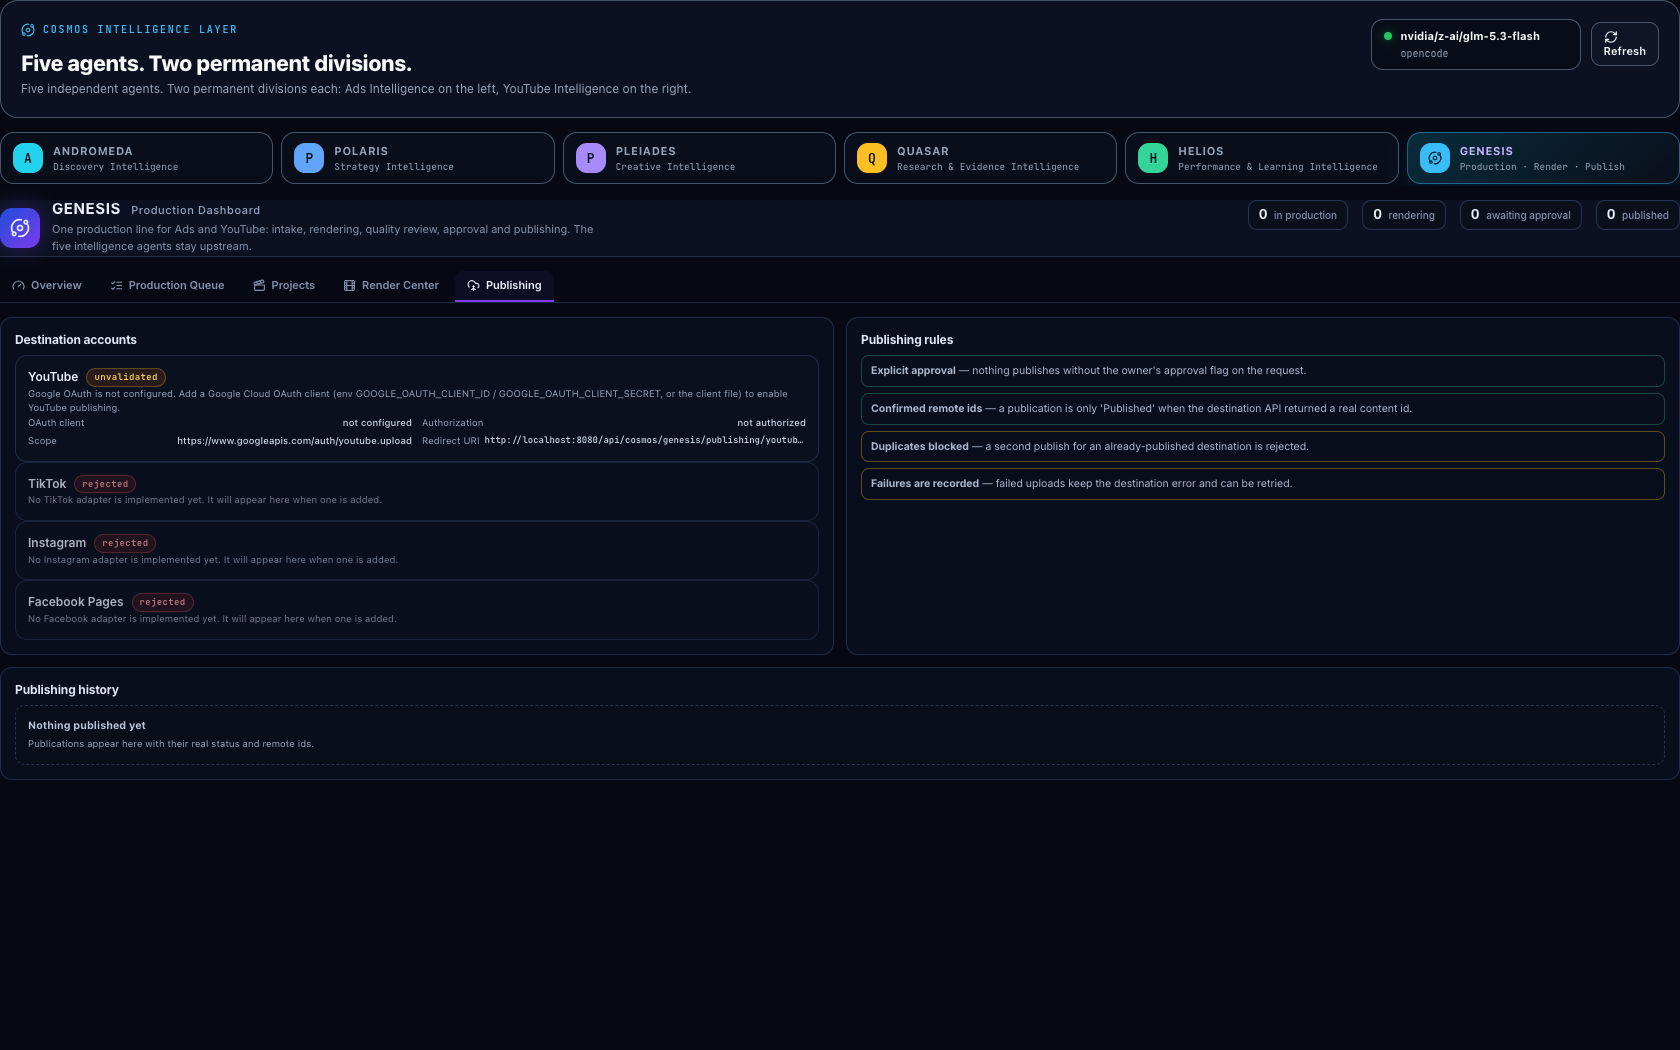 COSMOS INTELLIGENCE LAYER
Five agents. Two permanent divisions.
Five independent agents. Two permanent divisions each: Ads Intelligence on the left, YouTube Intelligence on the right.
nvidia/z-ai/glm-5.3-flash
opencode
Refresh
A
ANDROMEDA
Discovery Intelligence
P
POLARIS
Strategy Intelligence
P
PLEIADES
Creative Intelligence
Q
QUASAR
Research & Evidence Intelligence
H
HELIOS
Performance & Learning Intelligence
GENESIS
Production · Render · Publish
GENESIS Production Dashboard
One production line for Ads and YouTube: intake, rendering, quality review, approval and publishing. The
five intelligence agents stay upstream.
0 in production
0 rendering
0 awaiting approval
0 published
Overview
Production Queue
Projects
Render Center
Publishing
Destination accounts
YouTube unvalidated
Google OAuth is not configured. Add a Google Cloud OAuth client (env GOOGLE_OAUTH_CLIENT_ID / GOOGLE_OAUTH_CLIENT_SECRET, or the client file) to enable
YouTube publishing.
OAuth client not configured
Authorization not authorized
Scope https://www.googleapis.com/auth/youtube.upload
Redirect URI http://localhost:8080/api/cosmos/genesis/publishing/youtub…
TikTok rejected
No TikTok adapter is implemented yet. It will appear here when one is added.
Instagram rejected
No Instagram adapter is implemented yet. It will appear here when one is added.
Facebook Pages rejected
No Facebook adapter is implemented yet. It will appear here when one is added.
Publishing rules
Explicit approval — nothing publishes without the owner's approval flag on the request.
Confirmed remote ids — a publication is only 'Published' when the destination API returned a real content id.
Duplicates blocked — a second publish for an already-published destination is rejected.
Failures are recorded — failed uploads keep the destination error and can be retried.
Publishing history
Nothing published yet
Publications appear here with their real status and remote ids.